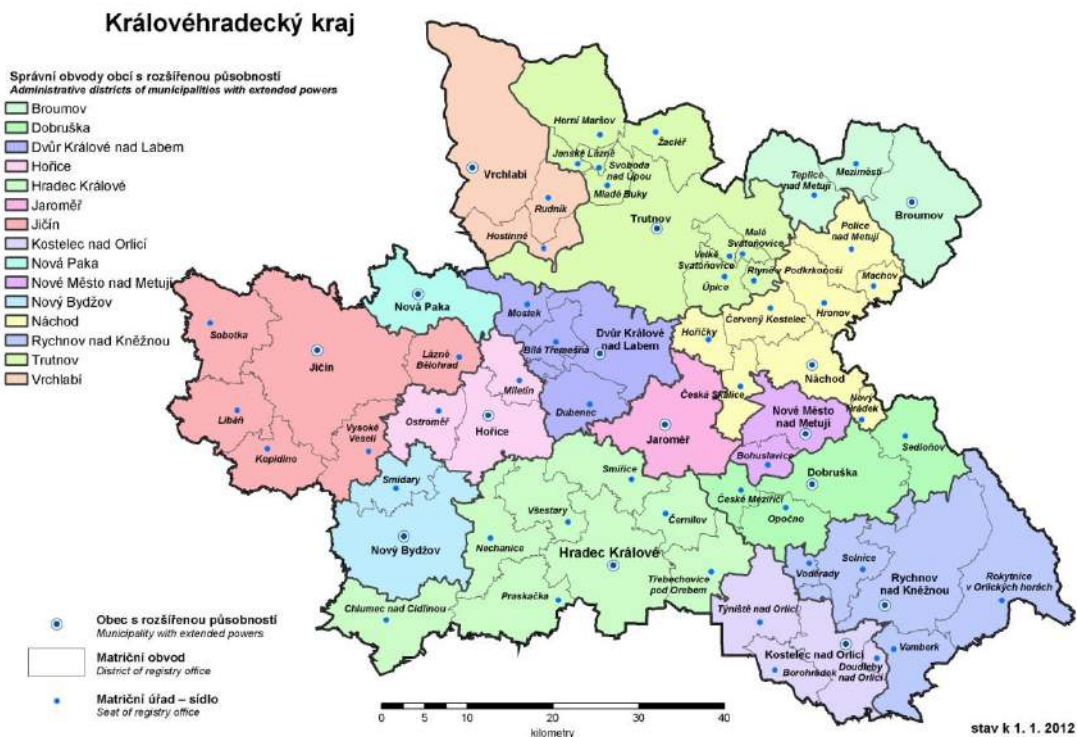 Královéhradecký kraj
Správní obvody obcí s rozšířenou působností
Administrative districts of municipalities with extended powers
Broumov
Dobruška
Dvůr Králové nad Labem
Hořice
Hradec Králové
Jaroměř
Jičín
Kostelec nad Orlicí
Nová Paka
Nové Město nad Metují
Nový Bydžov
Náchod
Rychnov nad Kněžnou
Trutnov
Vrchlabí
Horní Maršov
Žacléř
Janské Lázně
Svoboda
nad Úpou
Mladé Buky
Vrchlabí
Rudník
Hostinné
Trutnov
Teplice
nad Metují
Meziměstí
Broumov
Police
nad Metují
Malé
Svatoňovice
Velké
Svatoňovice
Rtyně v Podkrkonoší
Úpice
Machov
Hronov
Červený Kostelec
Nová Paka
Mostek
Dvůr Králové
nad Labem
Bílá Třemešná
Dubenec
Hořičky
Náchod
Česká Skalice
Nový
Hrádek
Sobotka
Jičín
Lázně
Bělohrad
Libáň
Kopidlno
Vysoké
Veselí
Miletín
Ostroměř
Hořice
Jaroměř
Nové Město
nad Metují
Bohuslavice
Sedloňov
Dobruška
České Meziříčí
Opočno
Smidary
Nový Bydžov
Smiřice
Všestary
Černilov
Nechanice
Hradec Králové
Třebechovice
pod Orebem
Praskačka
Chlumec nad Cidlinou
Voděrady
Solnice
Rychnov
nad Kněžnou
Rokytnice
v Orlických horách
Týniště nad Orlicí
Kostelec nad Orlicí
Borohrádek
Doudleby
nad Orlicí
Vamberk
Obec s rozšířenou působností
Municipality with extended powers
Matriční obvod
District of registry office
Matriční úřad – sídlo
Seat of registry office
0 5 10 20 30 40
kilometry
stav k 1. 1. 2012